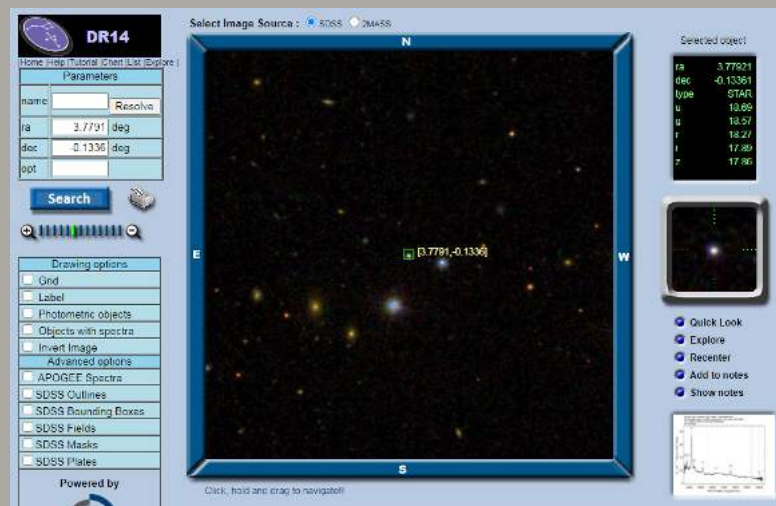 DR14
Select Image Source : SDSS 2MASS
Home |Help |Tutorial |Chart |List |Explore |
Parameters
name Resolve
ra 3.7791 deg
dec -0.1336 deg
opt
Search
Drawing options
Grid
Label
Photometric objects
Objects with spectra
Invert Image
Advanced options
APOGEE Spectra
SDSS Outlines
SDSS Bounding Boxes
SDSS Fields
SDSS Masks
SDSS Plates
Powered by
N
E
[3.7791,-0.1336]
W
S
Click, hold and drag to navigate!!
Selected object
ra 3.77921
dec -0.13361
type STAR
u 18.69
g 18.57
r 18.27
i 17.89
z 17.86
Quick Look
Explore
Recenter
Add to notes
Show notes